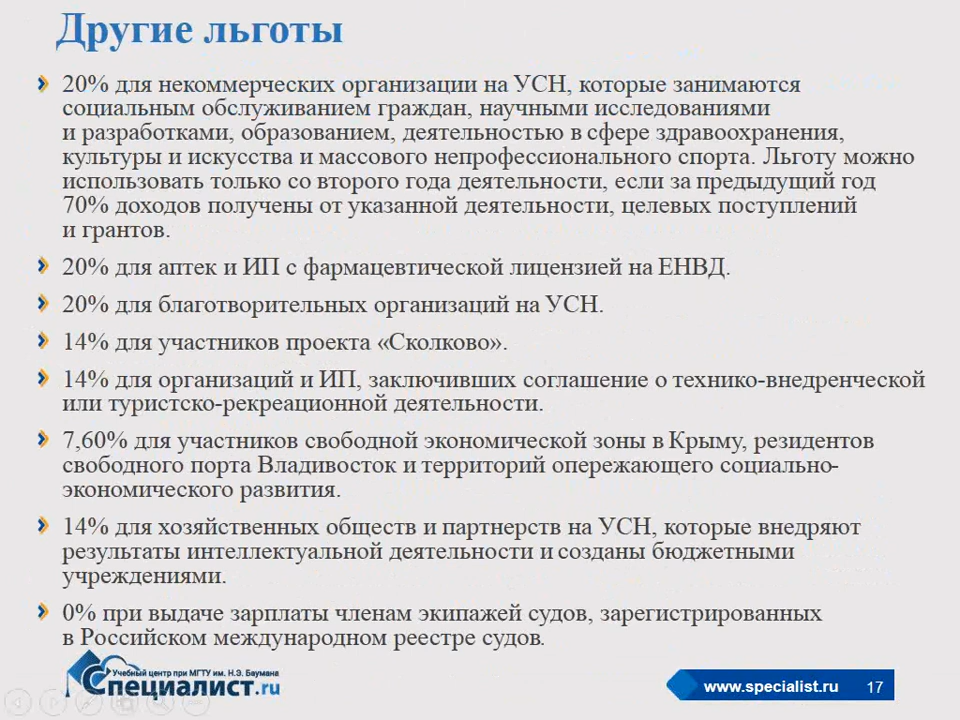 Другие льготы
20% для некоммерческих организации на УСН, которые занимаются
социальным обслуживанием граждан, научными исследованиями
и разработками, образованием, деятельностью в сфере здравоохранения,
культуры и искусства и массового непрофессионального спорта. Льготу можно
использовать только со второго года деятельности, если за предыдущий год
70% доходов получены от указанной деятельности, целевых поступлений
и грантов.
20% для аптек и ИП с фармацевтической лицензией на ЕНВД.
20% для благотворительных организаций на УСН.
14% для участников проекта «Сколково».
14% для организаций и ИП, заключивших соглашение о технико-внедренческой
или туристско-рекреационной деятельности.
7,60% для участников свободной экономической зоны в Крыму, резидентов
свободного порта Владивосток и территорий опережающего социально-
экономического развития.
14% для хозяйственных обществ и партнерств на УСН, которые внедряют
результаты интеллектуальной деятельности и созданы бюджетными
учреждениями.
0% при выдаче зарплаты членам экипажей судов, зарегистрированных
в Российском международном реестре судов.
Учебный центр при МГТУ им. Н.Э. Баумана
Специалист.ru
www.specialist.ru 17